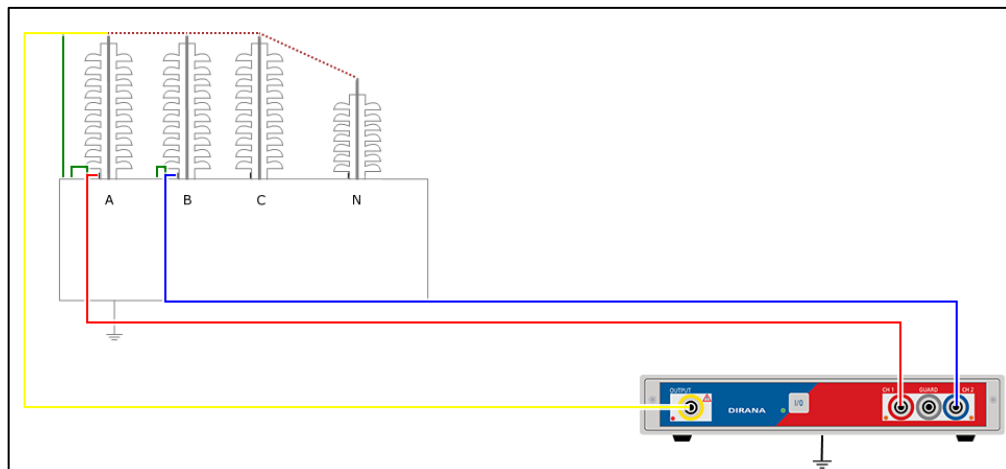 A B C N
OUTPUT
I/O
DIRANA
CH 1 GUARD CH 2